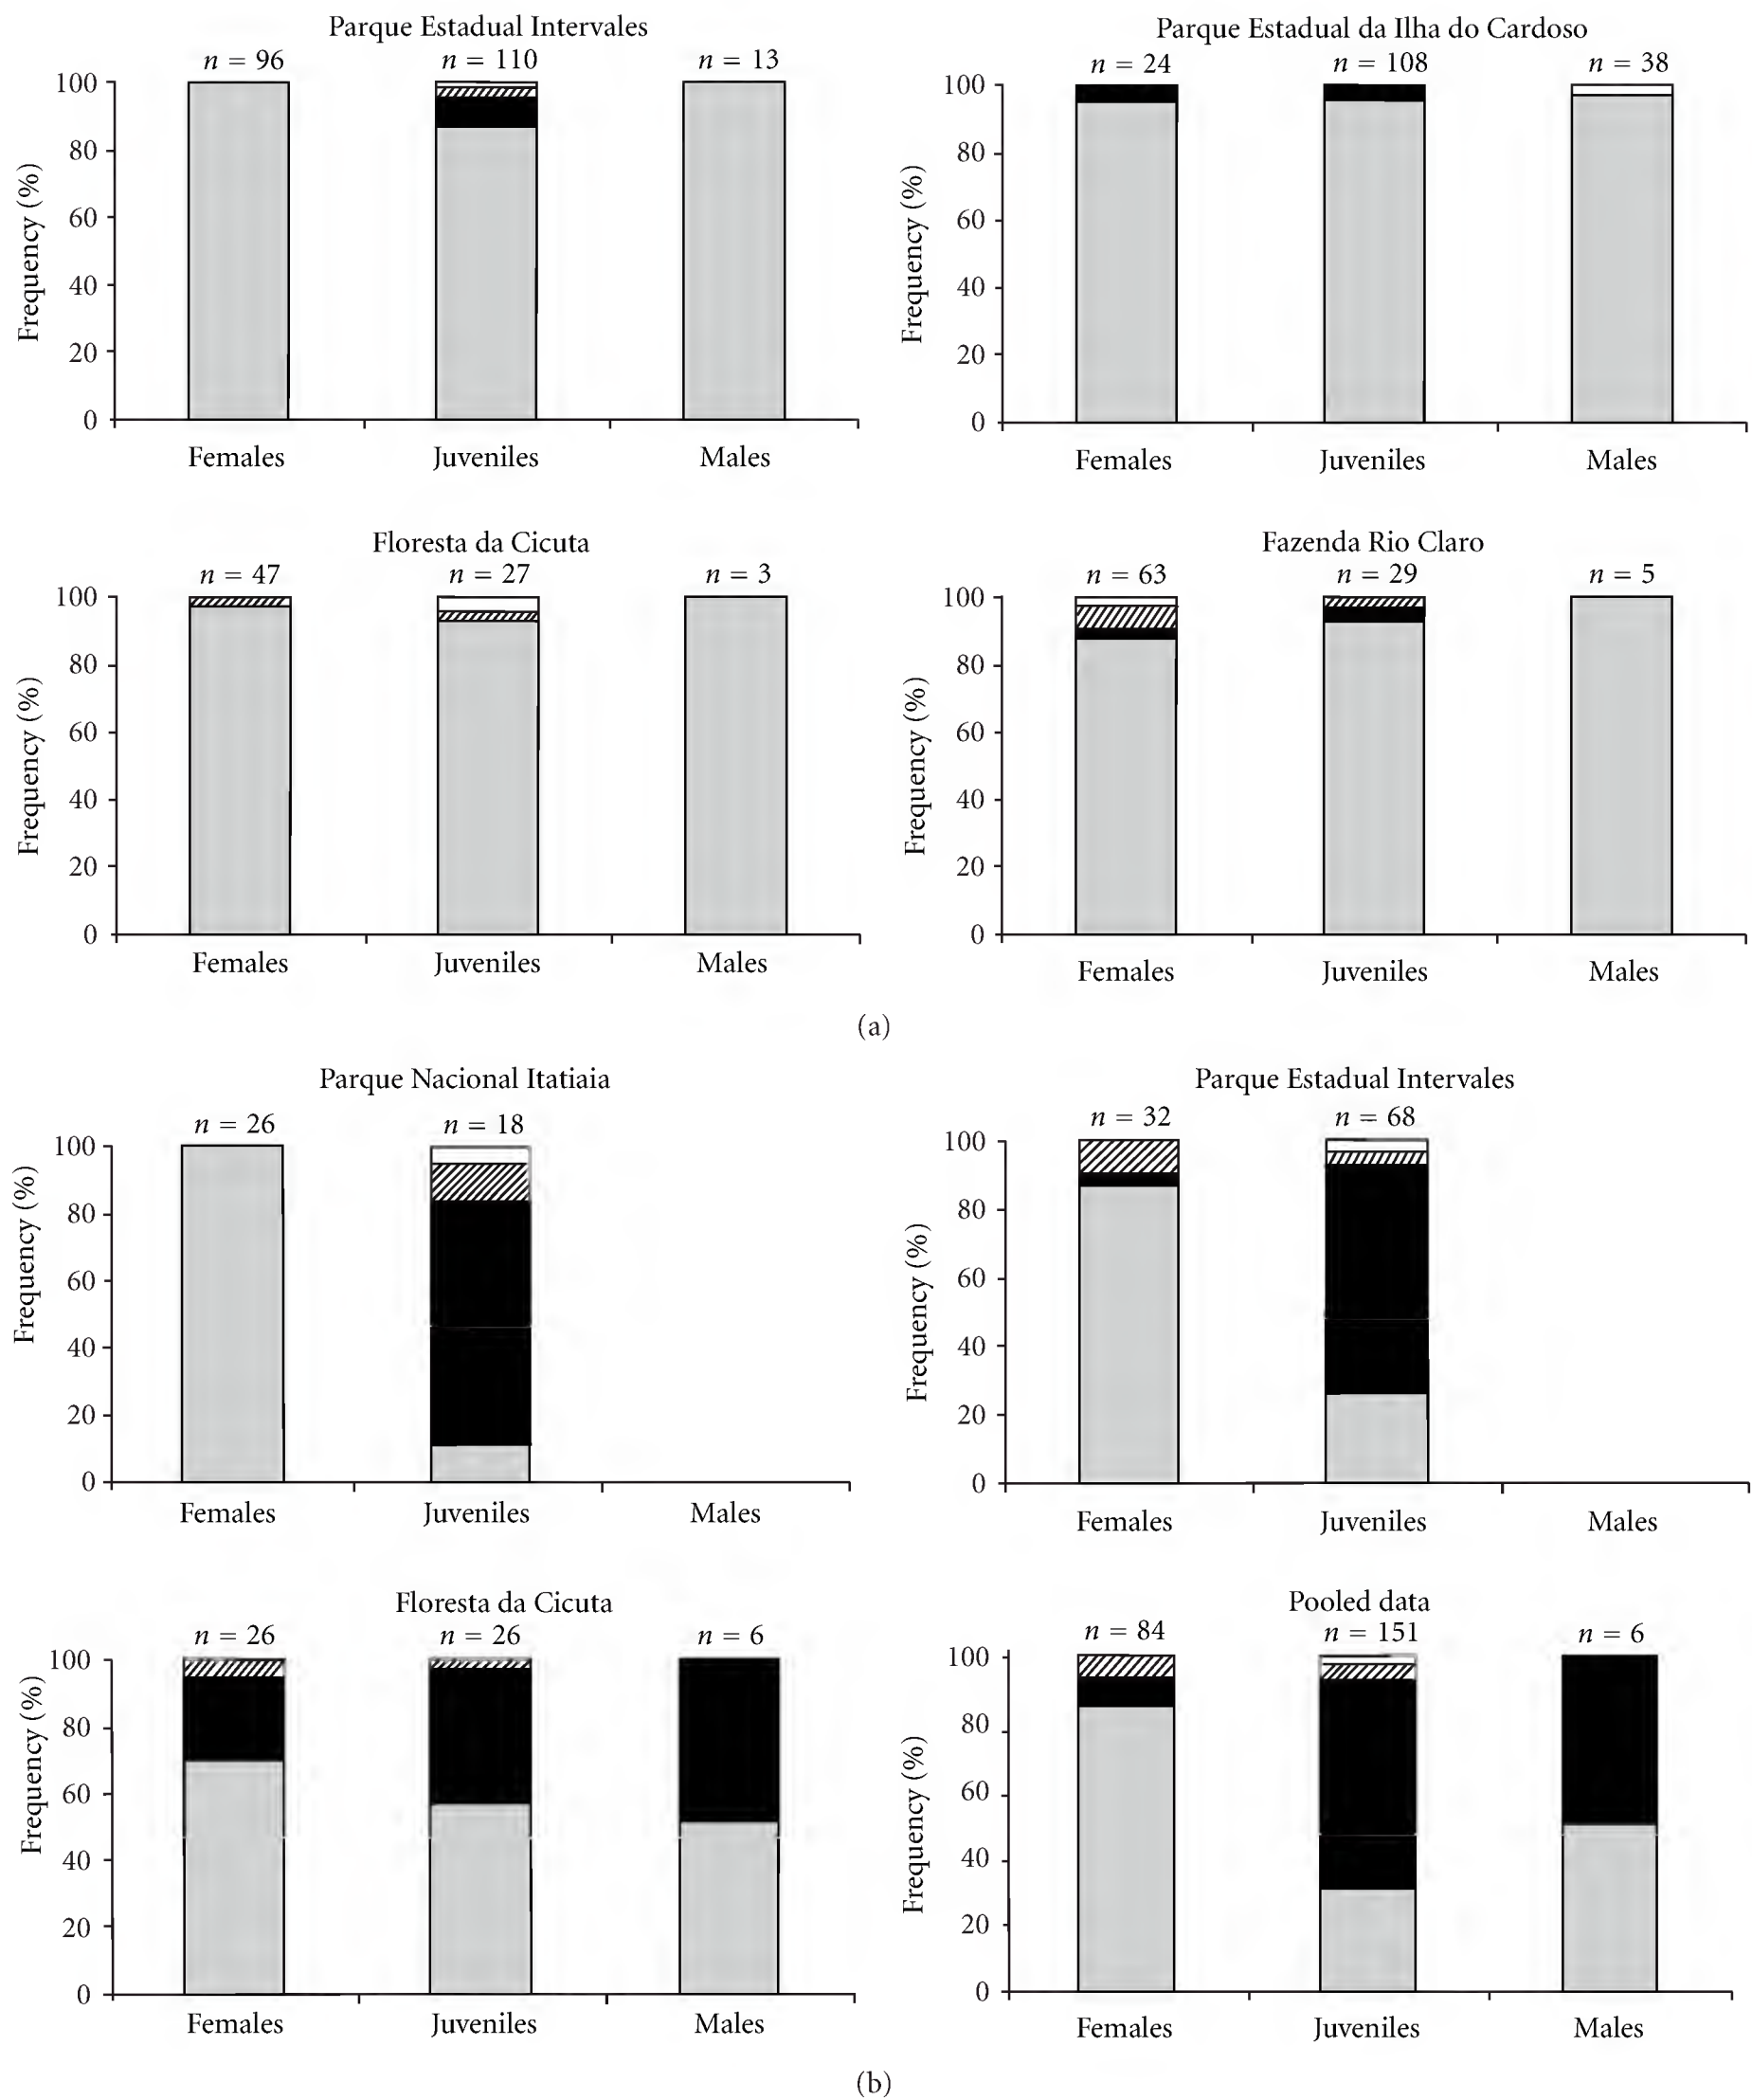 Parque Estadual Intervales
n = 96
n = 110
n = 13
Frequency (%)
100
80
60
40
20
0
Females
Juveniles
Males
Parque Estadual da Ilha do Cardoso
n = 24
n = 108
n = 38
Frequency (%)
100
80
60
40
20
0
Females
Juveniles
Males
Floresta da Cicuta
n = 47
n = 27
n = 3
Frequency (%)
100
80
60
40
20
0
Females
Juveniles
Males
Fazenda Rio Claro
n = 63
n = 29
n = 5
Frequency (%)
100
80
60
40
20
0
Females
Juveniles
Males
(a)
Parque Nacional Itatiaia
n = 26
n = 18
Frequency (%)
100
80
60
40
20
0
Females
Juveniles
Males
Parque Estadual Intervales
n = 32
n = 68
Frequency (%)
100
80
60
40
20
0
Females
Juveniles
Males
Floresta da Cicuta
n = 26
n = 26
n = 6
Frequency (%)
100
80
60
40
20
0
Females
Juveniles
Males
Pooled data
n = 84
n = 151
n = 6
Frequency (%)
100
80
60
40
20
0
Females
Juveniles
Males
(b)